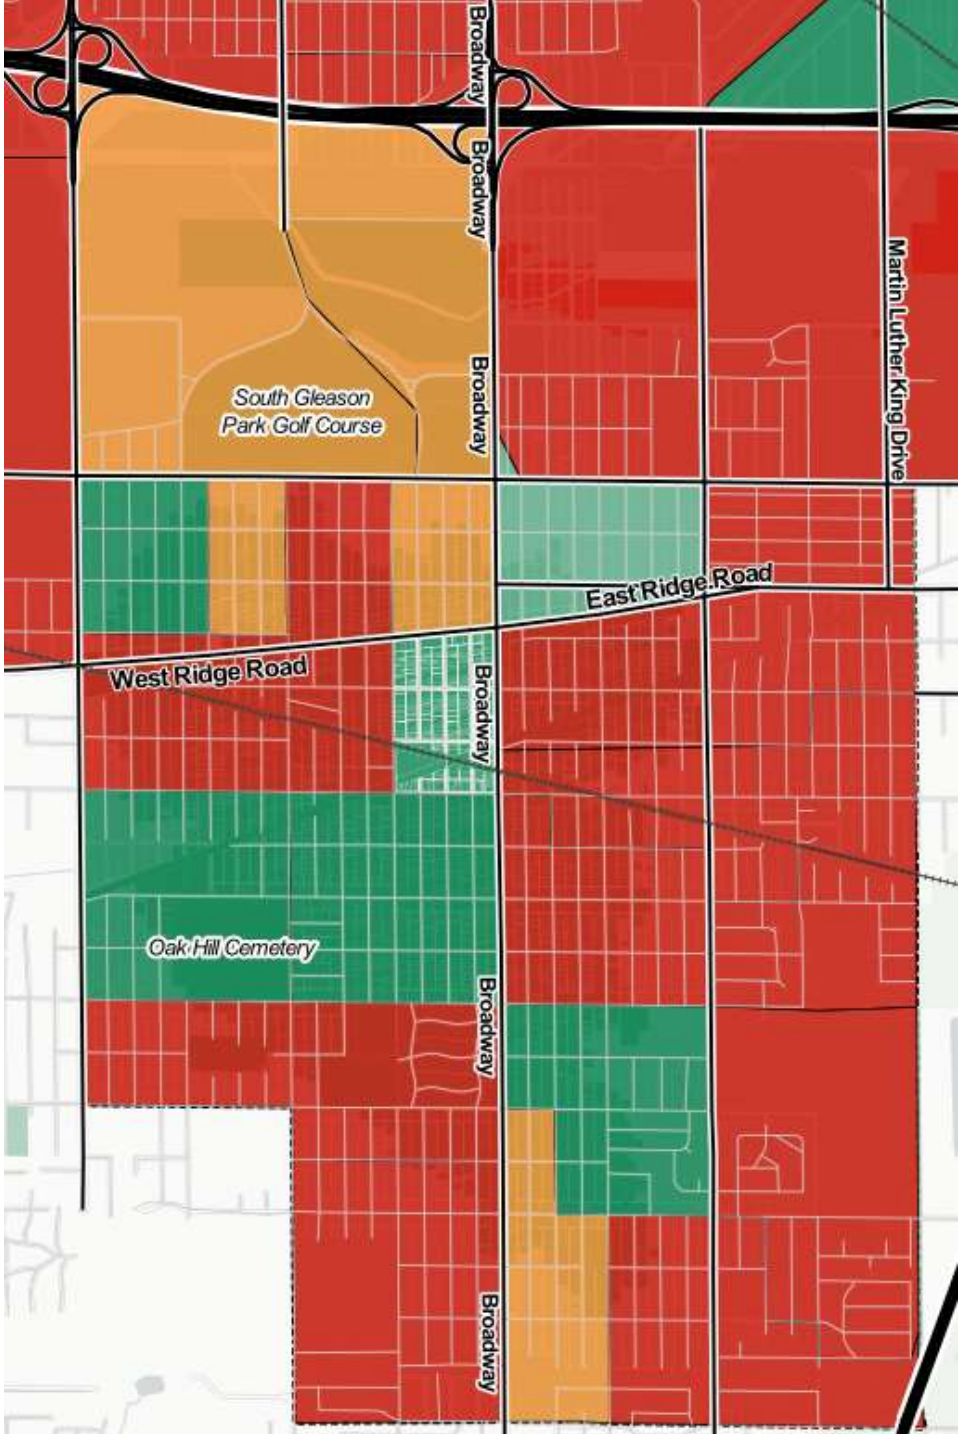 Broadway
Broadway
Martin Luther King Drive
Broadway
South Gleason
Park Golf Course
East Ridge Road
West Ridge Road
Broadway
Oak Hill Cemetery
Broadway
Broadway